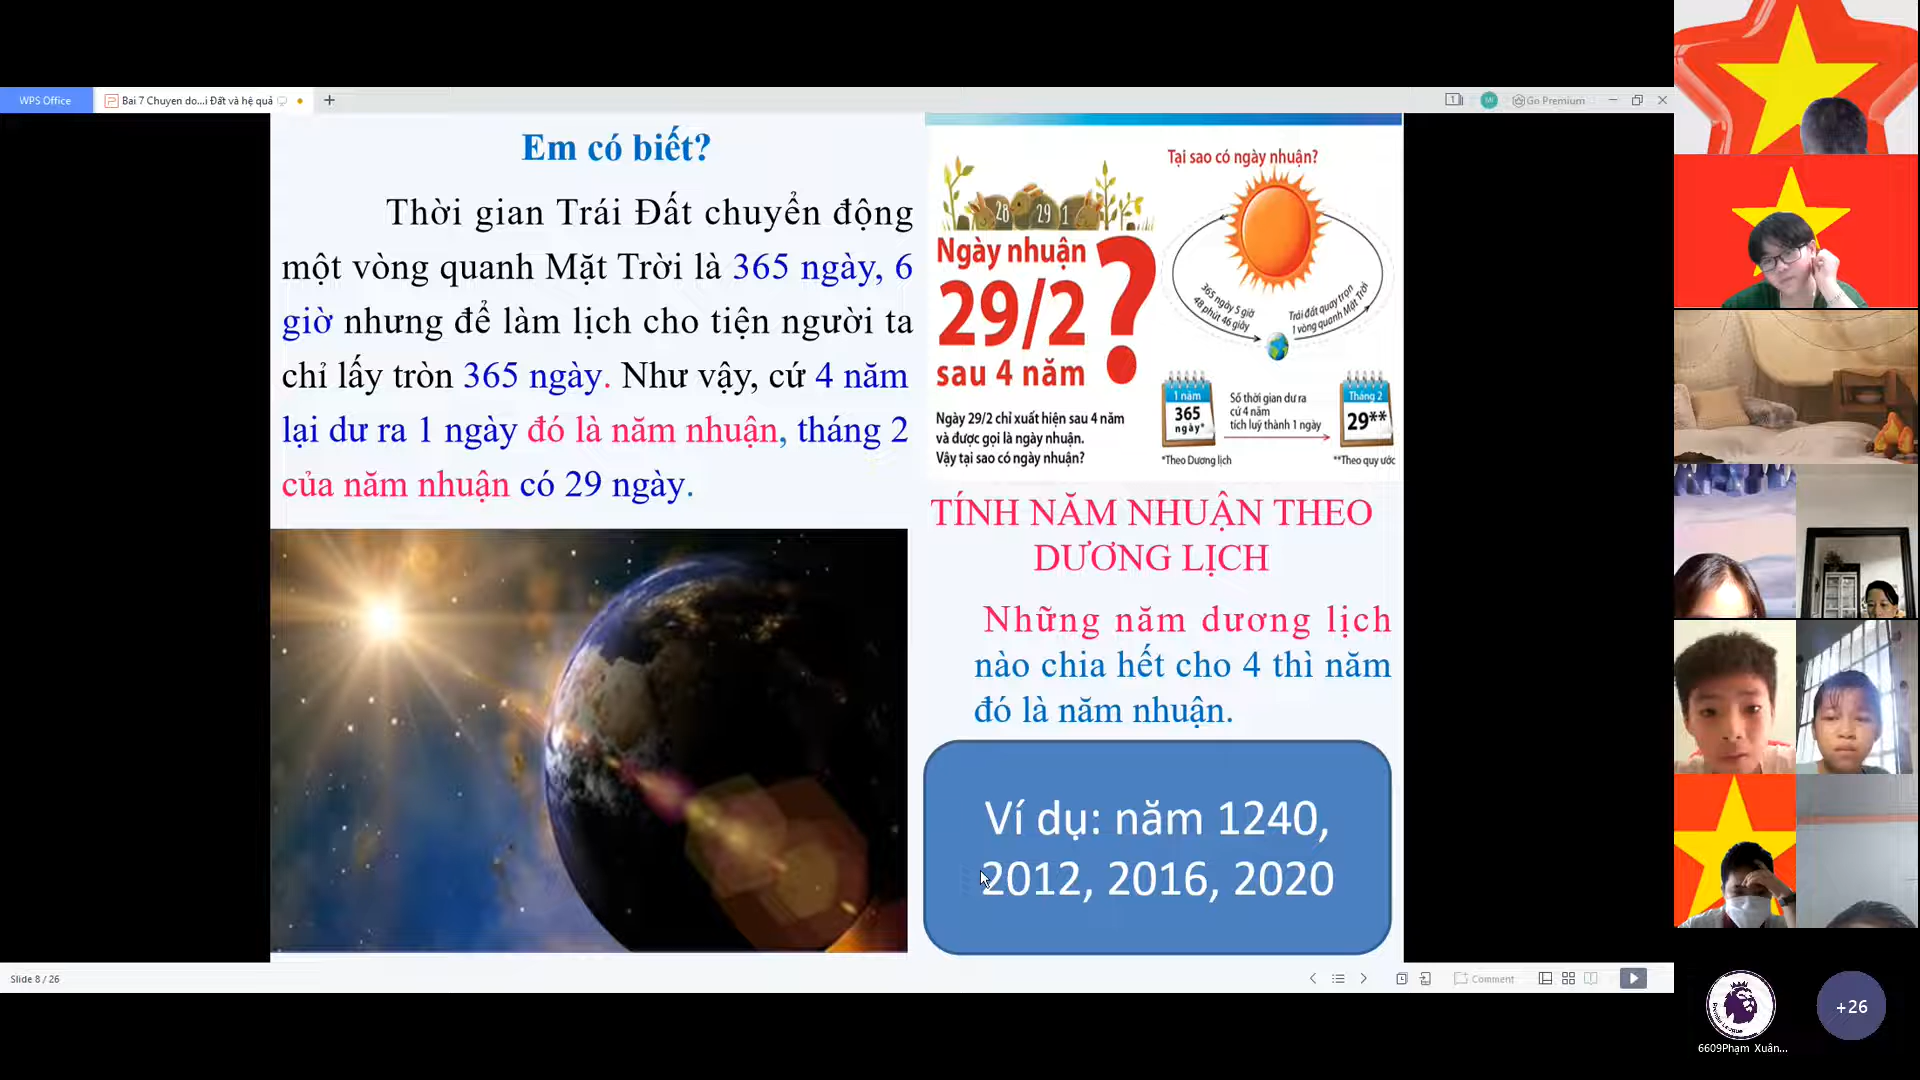 WPS Office
Bai 7 Chuyen do...i Đất và hệ quả
Go Premium
Em có biết?
Thời gian Trái Đất chuyển động
một vòng quanh Mặt Trời là 365 ngày, 6
giờ nhưng để làm lịch cho tiện người ta
chỉ lấy tròn 365 ngày. Như vậy, cứ 4 năm
lại dư ra 1 ngày đó là năm nhuận, tháng 2
của năm nhuận có 29 ngày.
Tại sao có ngày nhuận?
28 29 1
Ngày nhuận
29/2
sau 4 năm
?
Ngày 29/2 chỉ xuất hiện sau 4 năm
và được gọi là ngày nhuận.
Vậy tại sao có ngày nhuận?
365 ngày 5 giờ
48 phút 46 giây
Trái đất quay trọn
1 vòng quanh Mặt Trời
1 năm
365
ngày*
*Theo Dương lịch
Số thời gian dư ra
cứ 4 năm
tích luỹ thành 1 ngày
Tháng 2
29**
**Theo quy ước
TÍNH NĂM NHUẬN THEO
DƯƠNG LỊCH
Những năm dương lịch
nào chia hết cho 4 thì năm
đó là năm nhuận.
Ví dụ: năm 1240,
2012, 2016, 2020
Slide 8 / 26
Comment
Premier League
6609Phạm Xuân...
+26